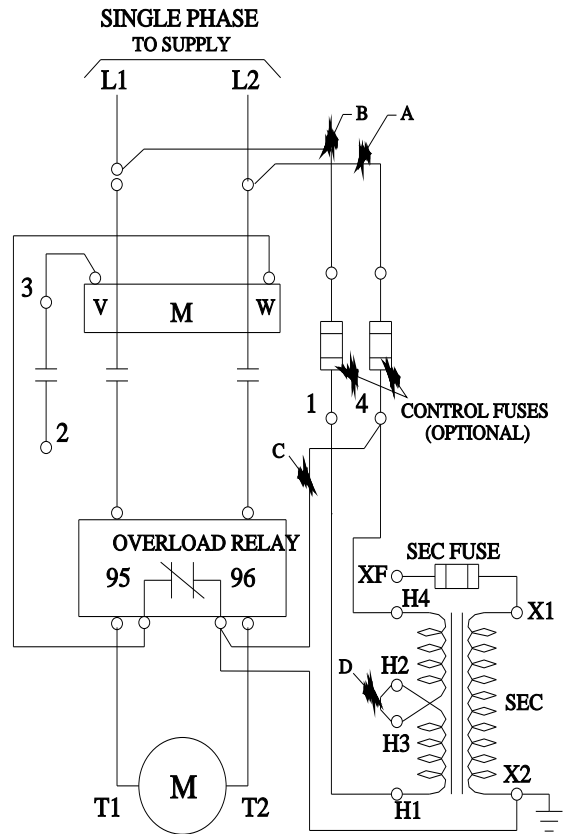 SINGLE PHASE
TO SUPPLY
L1 L2
B A
3
V M W
2
1 4
CONTROL FUSES
(OPTIONAL)
C
OVERLOAD RELAY
95 96
SEC FUSE
XF
H4 X1
D H2
SEC
H3
X2
H1
T1 M T2